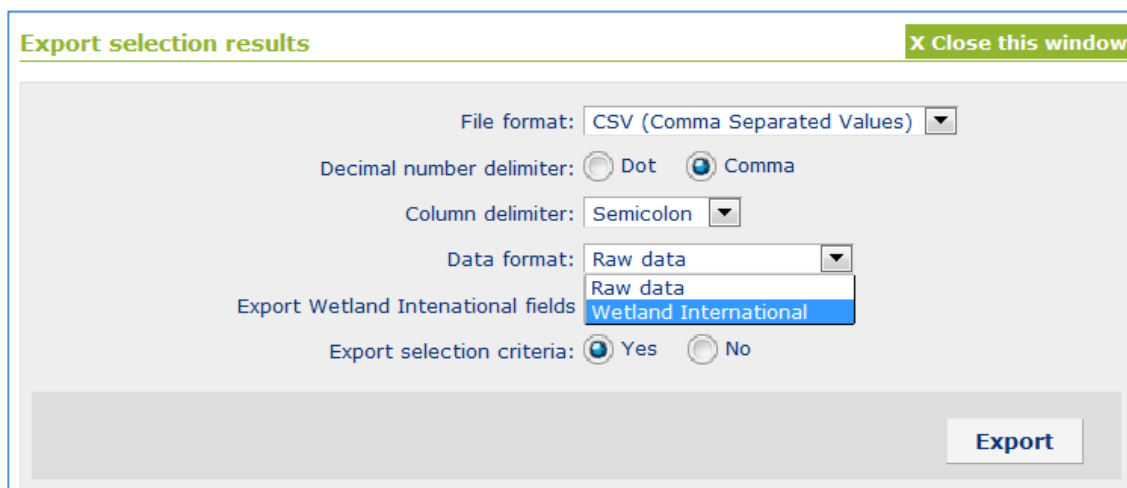 Export selection results
X Close this window
File format: CSV (Comma Separated Values)
Decimal number delimiter: Dot Comma
Column delimiter: Semicolon
Data format: Raw data
Raw data
Export Wetland Intenational fields
Wetland International
Export selection criteria: Yes No
Export